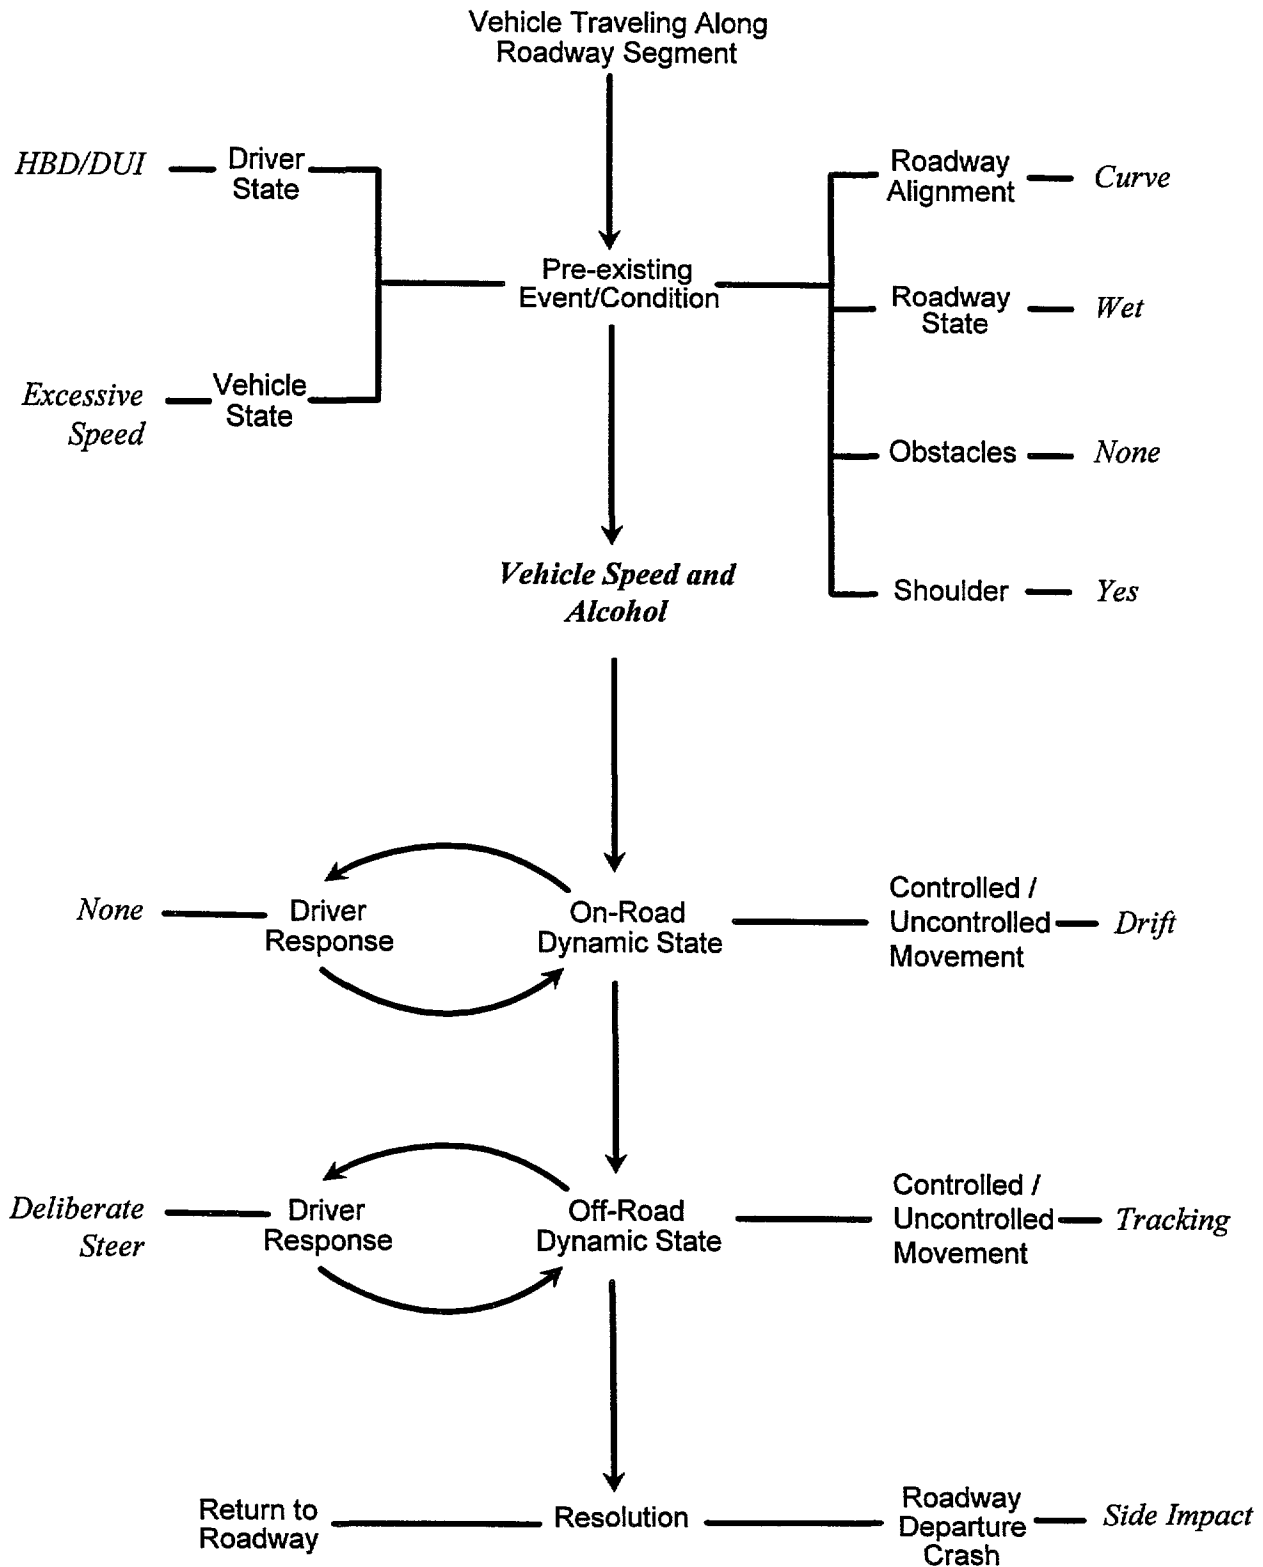 Vehicle Traveling Along
Roadway Segment
HBD/DUI
Driver
State
Roadway
Alignment
Curve
Pre-existing
Event/Condition
Roadway
State
Wet
Excessive
Speed
Vehicle
State
Obstacles
None
Vehicle Speed and
Alcohol
Shoulder
Yes
None
Driver
Response
On-Road
Dynamic State
Controlled /
Uncontrolled
Movement
Drift
Deliberate
Steer
Driver
Response
Off-Road
Dynamic State
Controlled /
Uncontrolled
Movement
Tracking
Return to
Roadway
Resolution
Roadway
Departure
Crash
Side Impact